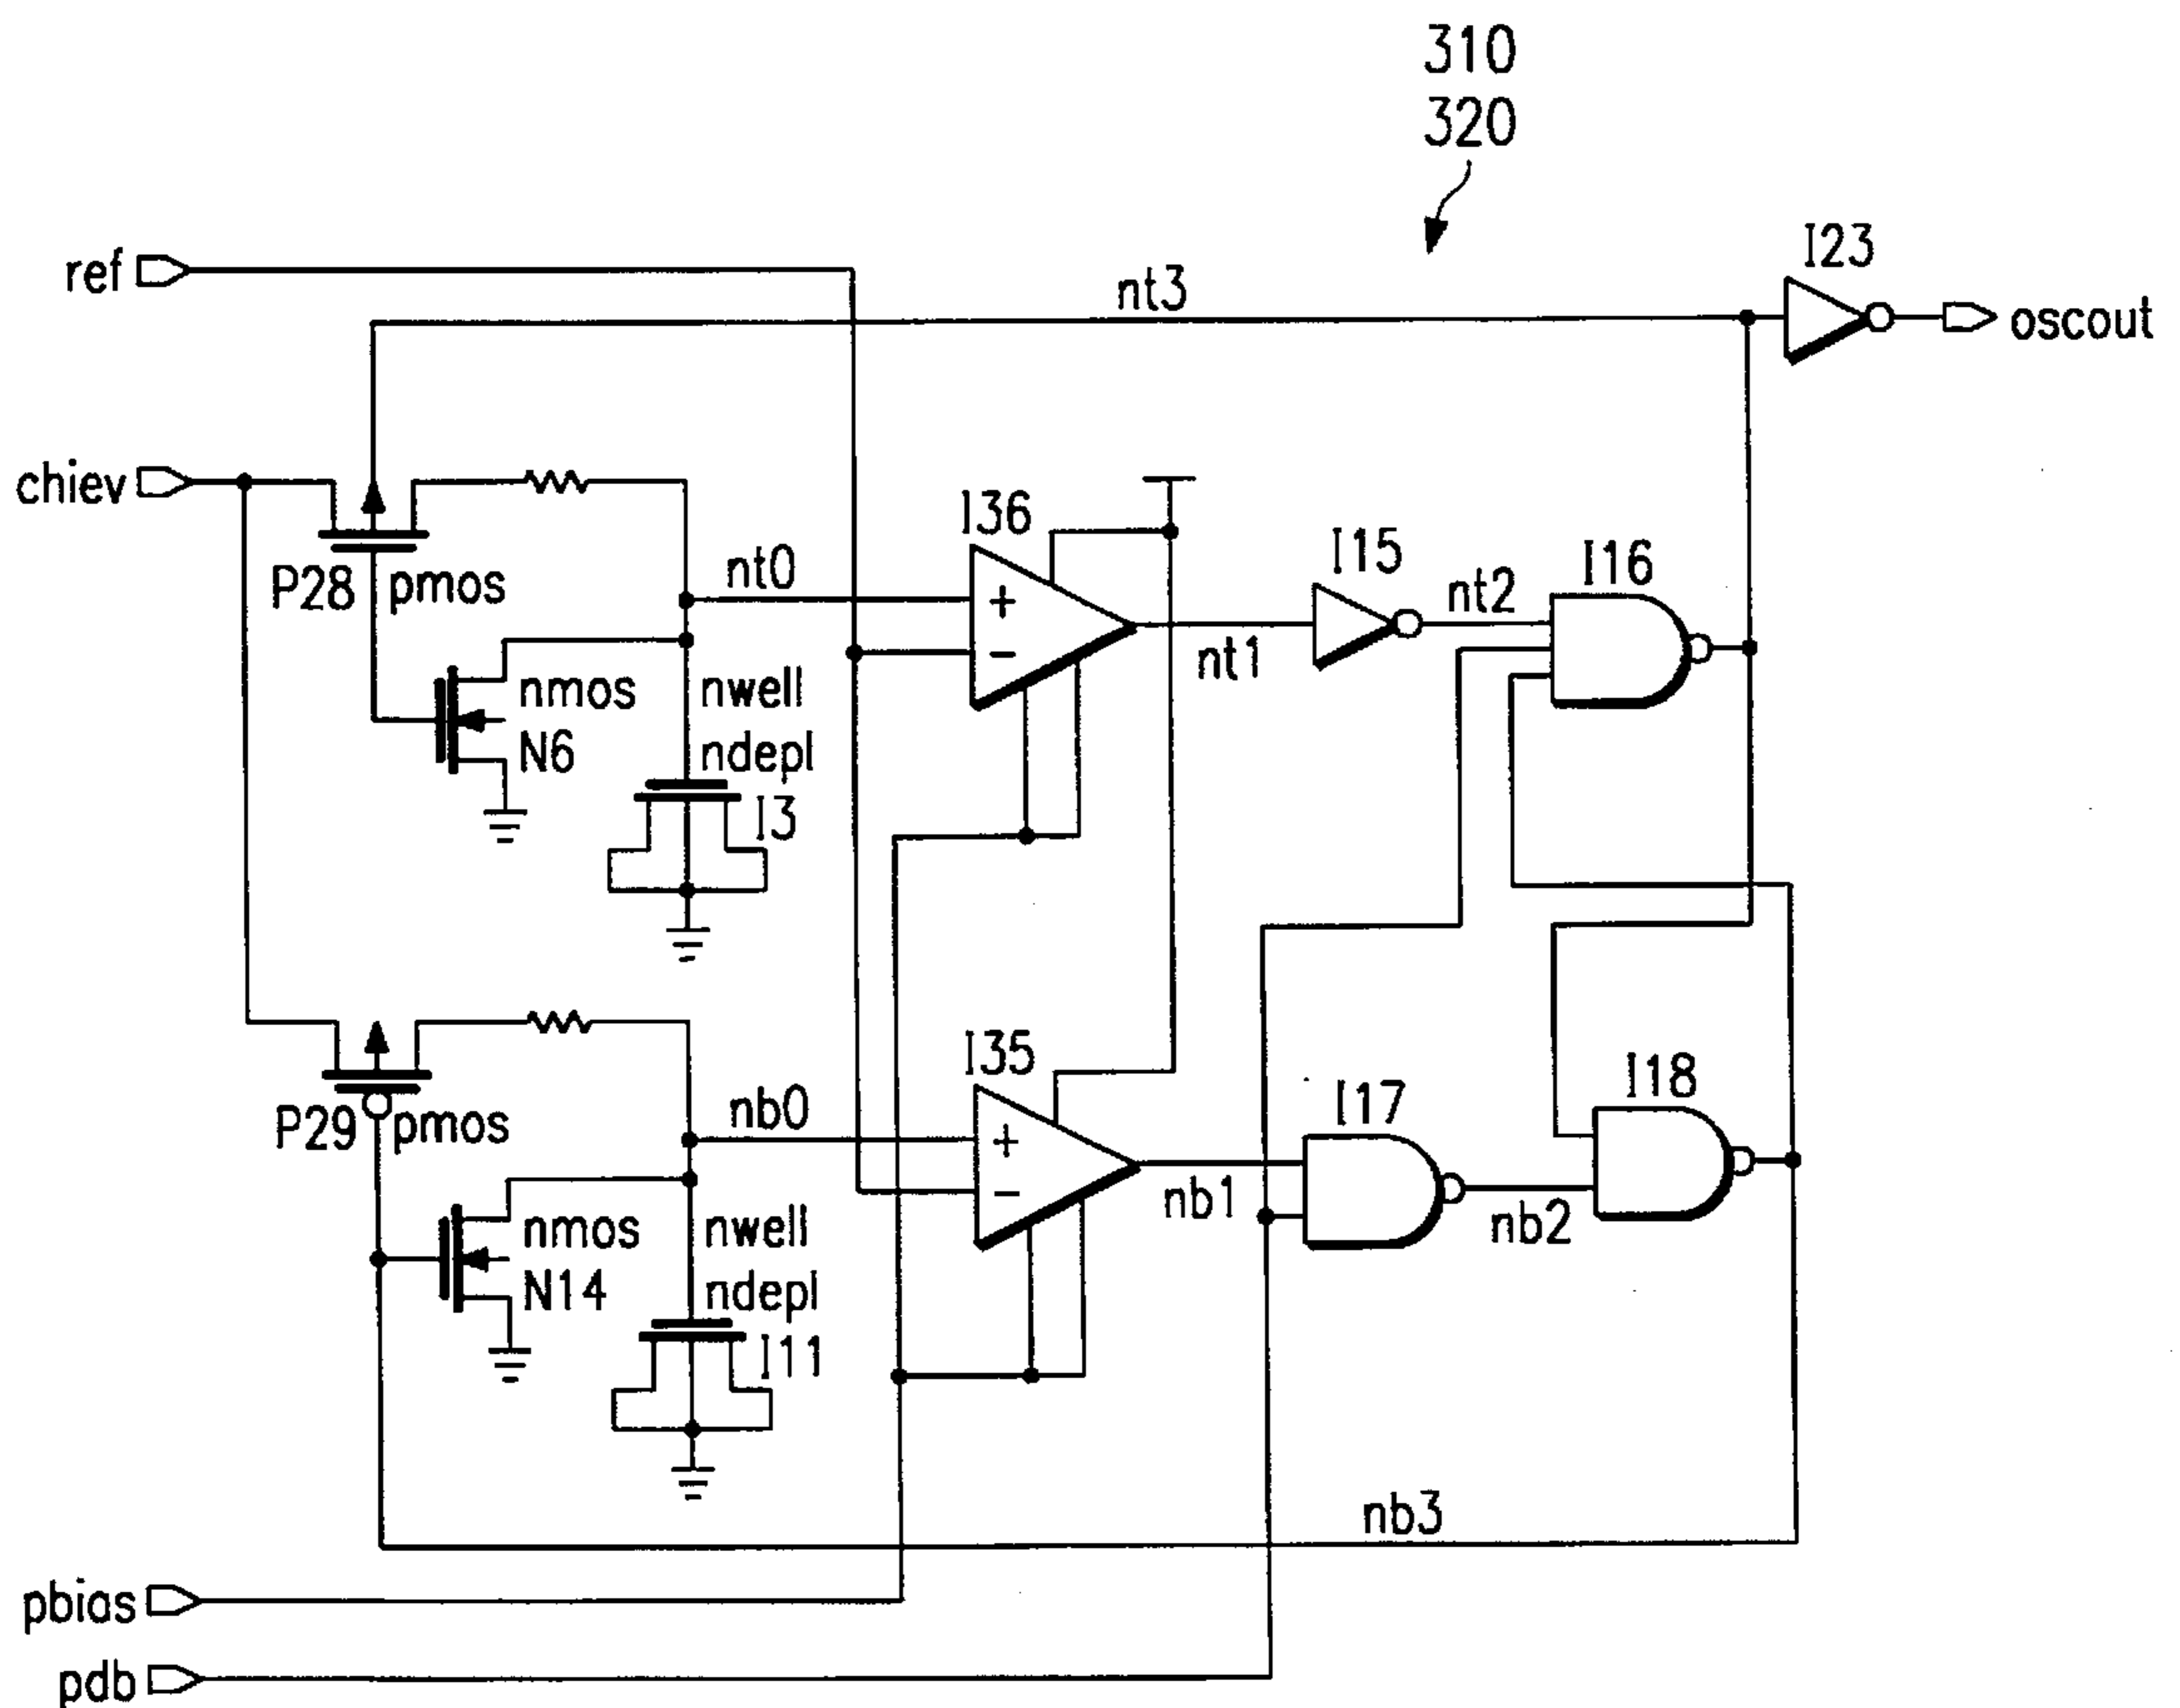 310
320
I23
ref
nt3
oscout
chiev
I36
I15
I16
nt0
nt2
P28 pmos
+
−
nt1
nmos
N6
nwell
ndepl
I3
I35
I17
I18
nb0
P29 pmos
+
−
nb1
nb2
nmos
N14
nwell
ndepl
I11
nb3
pbias
pdb